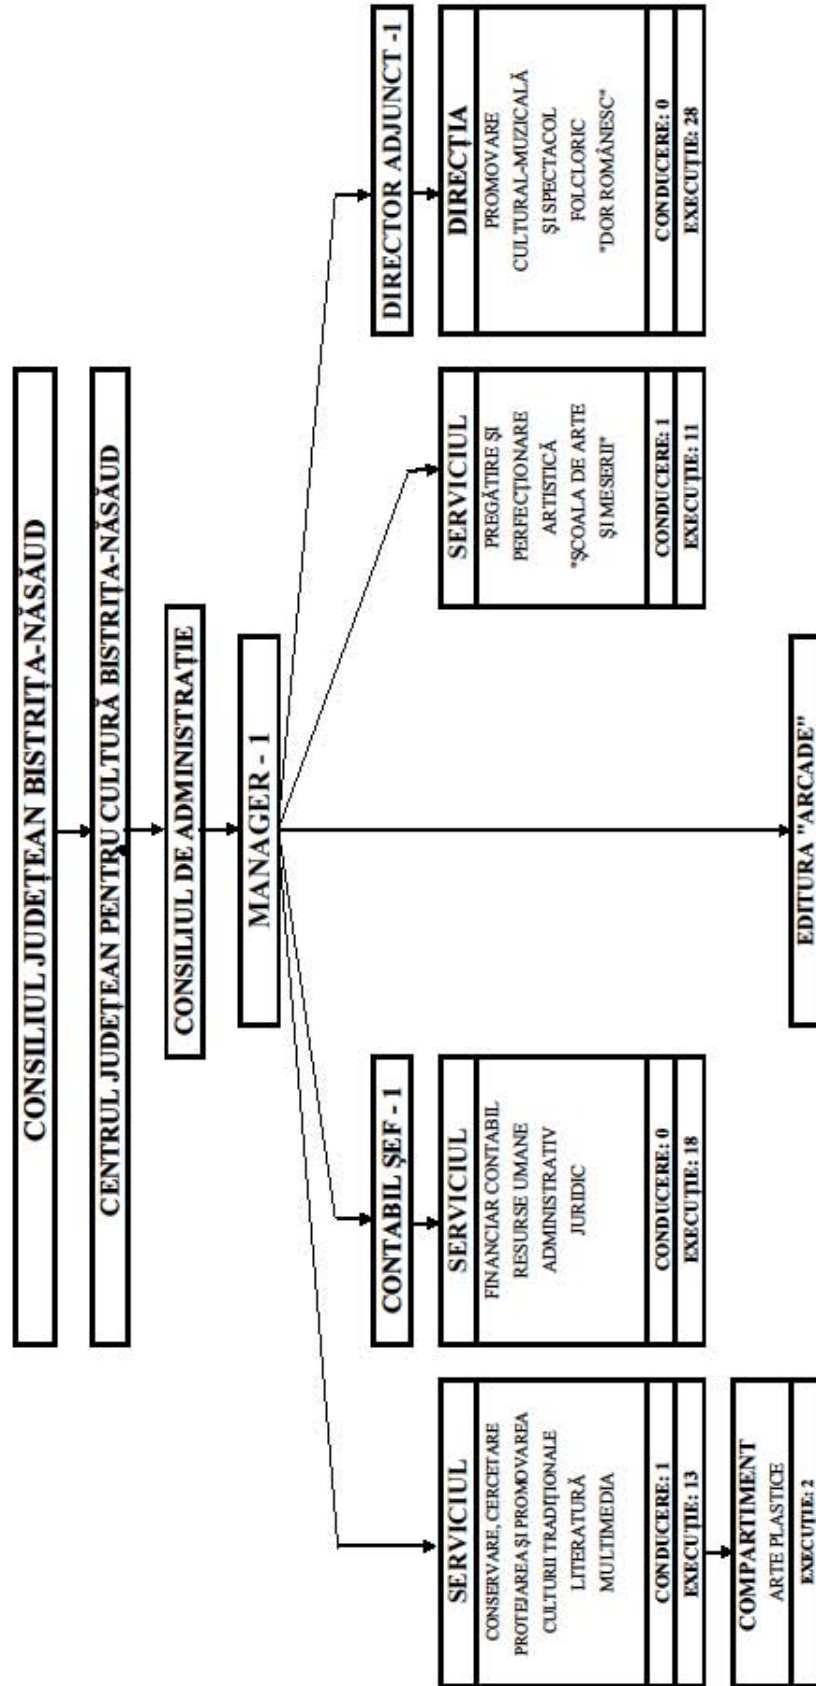 CONSILIUL JUDEȚEAN BISTRIȚA-NĂSĂUD
CENTRUL JUDEȚEAN PENTRU CULTURĂ BISTRIȚA-NĂSĂUD
CONSILIUL DE ADMINISTRAȚIE
MANAGER - 1
CONTABIL ȘEF - 1
DIRECTOR ADJUNCT -1
SERVICIUL
CONSERVARE, CERCETARE
PROTEJAREA ȘI PROMOVAREA
CULTURII TRADIȚIONALE
LITERATURĂ
MULTIMEDIA
CONDUCERE: 1
EXECUȚIE: 13
SERVICIUL
FINANCIAR CONTABIL
RESURSE UMANE
ADMINISTRATIV
JURIDIC
CONDUCERE: 0
EXECUȚIE: 18
SERVICIUL
PREGĂTIRE ȘI
PERFECȚIONARE
ARTISTICĂ
"ȘCOALA DE ARTE
ȘI MESERII"
CONDUCERE: 1
EXECUȚIE: 11
DIRECȚIA
PROMOVARE
CULTURAL-MUZICALĂ
ȘI SPECTACOL
FOLCLORIC
"DOR ROMÂNESC"
CONDUCERE: 0
EXECUȚIE: 28
COMPARTIMENT
ARTE PLASTICE
EXECUȚIE: 2
EDITURA "ARCADE"